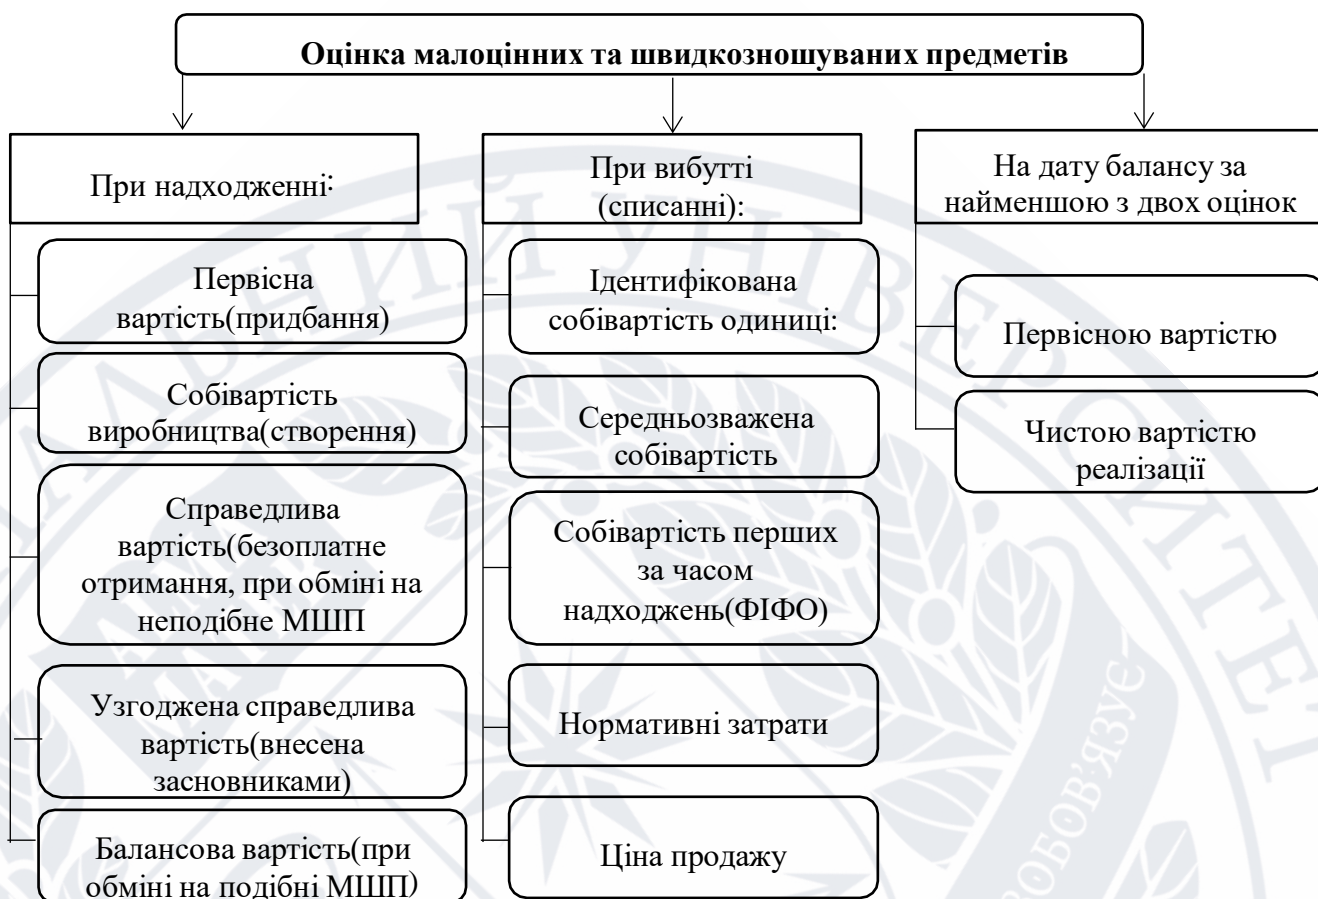 Оцінка малоцінних та швидкозношуваних предметів
При надходженні:
Первісна
вартість(придбання)
Собівартість
виробництва(створення)
Справедлива
вартість(безоплатне
отримання, при обміні на
неподібне МШП
Узгоджена справедлива
вартість(внесена
засновниками)
Балансова вартість(при
обміні на подібні МШП)
При вибутті
(списанні):
Ідентифікована
собівартість одиниці:
Середньозважена
собівартість
Собівартість перших
за часом
надходжень(ФІФО)
Нормативні затрати
Ціна продажу
На дату балансу за
найменшою з двох оцінок
Первісною вартістю
Чистою вартістю
реалізації